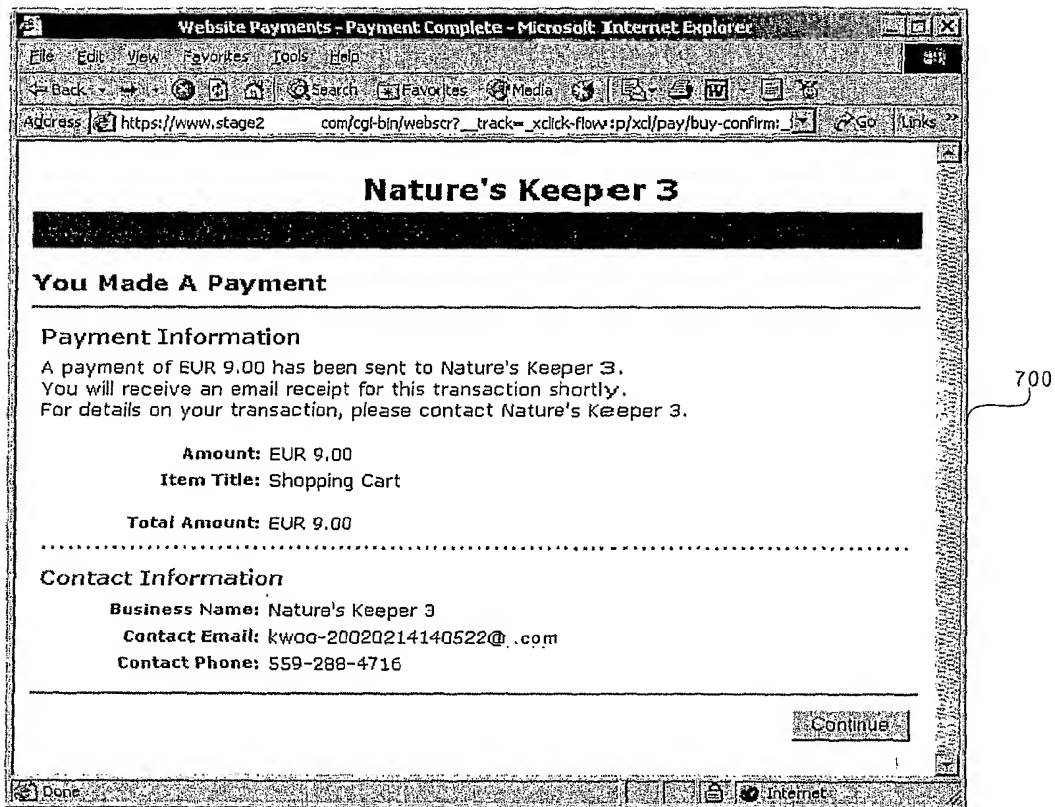 Website Payments - Payment Complete - Microsoft Internet Explorer
File Edit View Favorites Tools Help
Back Search Favorites Media
Address https://www.stage2 com/cgi-bin/webscr?__track=_xclick-flow:p/xcl/pay/buy-confirm:_ Go Links »
Nature's Keeper 3
You Made A Payment
Payment Information
A payment of EUR 9.00 has been sent to Nature's Keeper 3.
You will receive an email receipt for this transaction shortly.
For details on your transaction, please contact Nature's Keeper 3.
700
Amount: EUR 9.00
Item Title: Shopping Cart
Total Amount: EUR 9.00
Contact Information
Business Name: Nature's Keeper 3
Contact Email: kwoo-20020214140522@ .com
Contact Phone: 559-288-4716
Continue
Done Internet